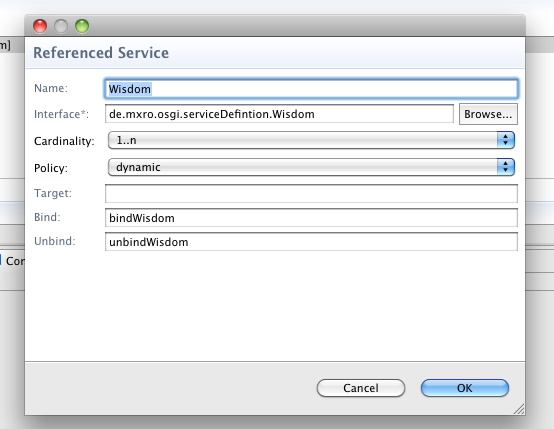 m]
Referenced Service
Name: Wisdom
Interface*: de.mxro.osgi.serviceDefintion.Wisdom Browse...
Cardinality: 1..n
Policy: dynamic
Target:
Bind: bindWisdom
Unbind: unbindWisdom
Con
Cancel OK